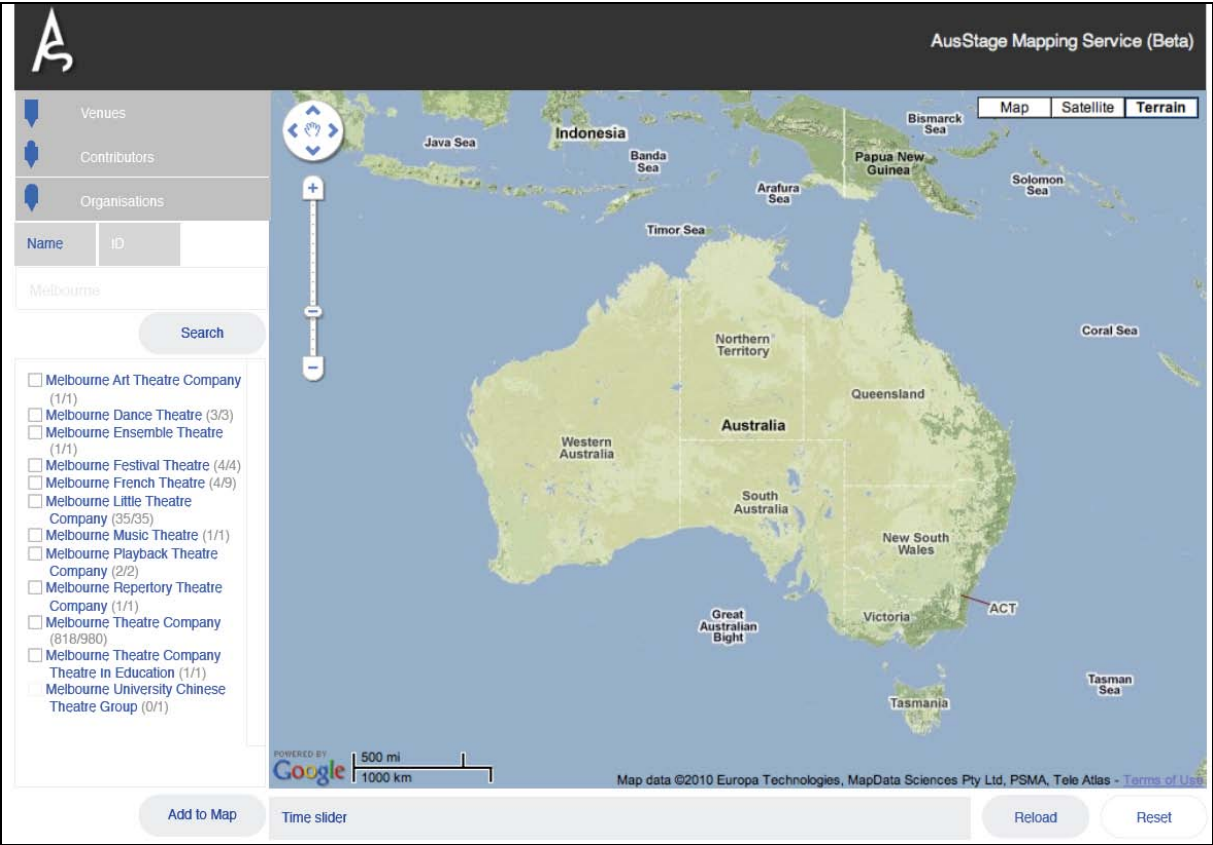 AusStage Mapping Service (Beta)
Venues
Contributors
Organisations
Name
ID
Melbourne
Search
Melbourne Art Theatre Company
(1/1)
Melbourne Dance Theatre (3/3)
Melbourne Ensemble Theatre
(1/1)
Melbourne Festival Theatre (4/4)
Melbourne French Theatre (4/9)
Melbourne Little Theatre
Company (35/35)
Melbourne Music Theatre (1/1)
Melbourne Playback Theatre
Company (2/2)
Melbourne Repertory Theatre
Company (1/1)
Melbourne Theatre Company
(818/980)
Melbourne Theatre Company
Theatre in Education (1/1)
Melbourne University Chinese
Theatre Group (0/1)
Add to Map
Map
Satellite
Terrain
Java Sea
Indonesia
Banda
Sea
Arafura
Sea
Papua New
Guinea
Bismarck
Sea
Solomon
Sea
Timor Sea
Coral Sea
Northern
Territory
Queensland
Australia
Western
Australia
South
Australia
New South
Wales
ACT
Victoria
Great
Australian
Bight
Tasmania
Tasman
Sea
POWERED BY
Google
500 mi
1000 km
Map data ©2010 Europa Technologies, MapData Sciences Pty Ltd, PSMA, Tele Atlas - Terms of Use
Time slider
Reload
Reset